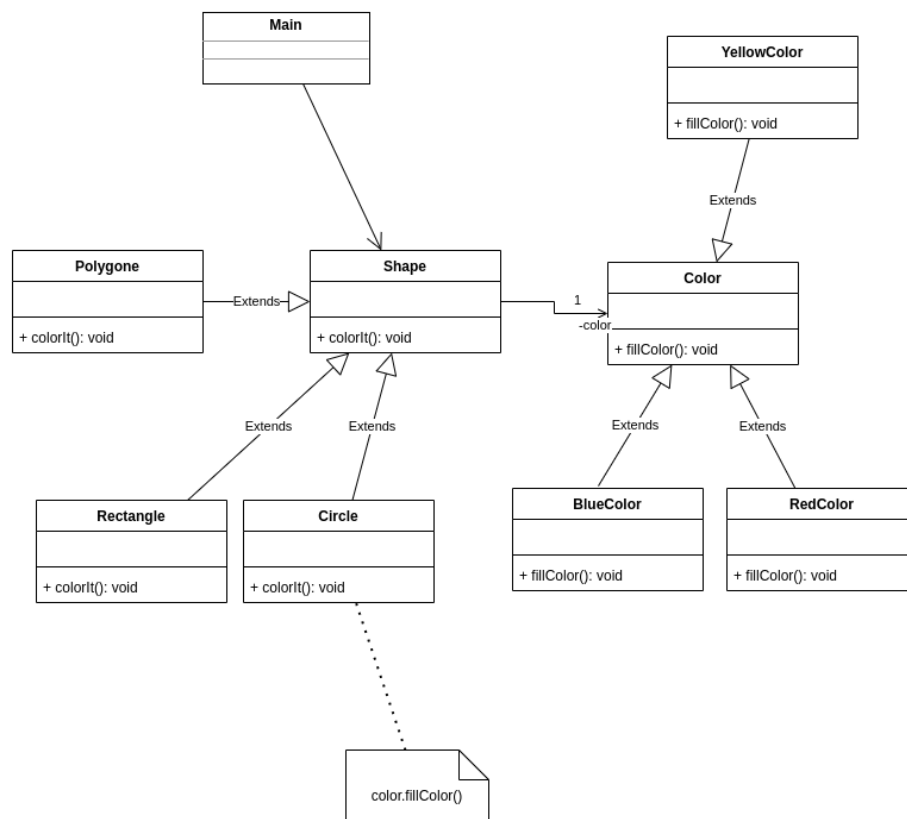 Main
YellowColor
+ fillColor(): void
Extends
Polygone
+ colorIt(): void
Extends
Shape
+ colorIt(): void
1
-color
Color
+ fillColor(): void
Extends
Extends
Extends
Extends
Rectangle
+ colorIt(): void
Circle
+ colorIt(): void
BlueColor
+ fillColor(): void
RedColor
+ fillColor(): void
color.fillColor()